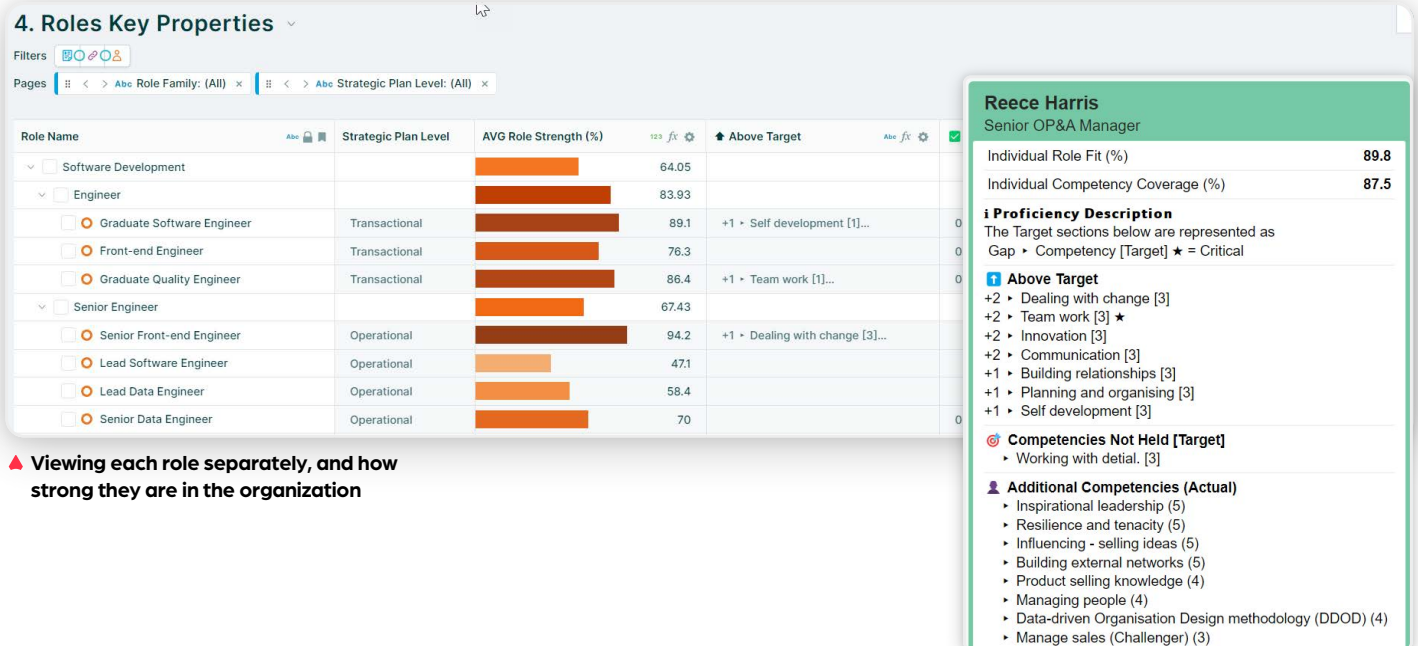 4. Roles Key Properties
Filters
Pages Abc Role Family: (All) × Abc Strategic Plan Level: (All) ×
Role Name Abc Strategic Plan Level AVG Role Strength (%) 123 fx Above Target Abc fx
Software Development 64.05
Engineer 83.93
Graduate Software Engineer Transactional 89.1 +1 ‣ Self development [1]... 0
Front-end Engineer Transactional 76.3 0
Graduate Quality Engineer Transactional 86.4 +1 ‣ Team work [1]... 0
Senior Engineer 67.43
Senior Front-end Engineer Operational 94.2 +1 ‣ Dealing with change [3]...
Lead Software Engineer Operational 47.1
Lead Data Engineer Operational 58.4
Senior Data Engineer Operational 70 0
Viewing each role separately, and how
strong they are in the organization
Reece Harris
Senior OP&A Manager
Individual Role Fit (%) 89.8
Individual Competency Coverage (%) 87.5
i Proficiency Description
The Target sections below are represented as
Gap ‣ Competency [Target] ★ = Critical
Above Target
+2 ‣ Dealing with change [3]
+2 ‣ Team work [3] ★
+2 ‣ Innovation [3]
+2 ‣ Communication [3]
+1 ‣ Building relationships [3]
+1 ‣ Planning and organising [3]
+1 ‣ Self development [3]
Competencies Not Held [Target]
‣ Working with detial. [3]
Additional Competencies (Actual)
‣ Inspirational leadership (5)
‣ Resilience and tenacity (5)
‣ Influencing - selling ideas (5)
‣ Building external networks (5)
‣ Product selling knowledge (4)
‣ Managing people (4)
‣ Data-driven Organisation Design methodology (DDOD) (4)
‣ Manage sales (Challenger) (3)